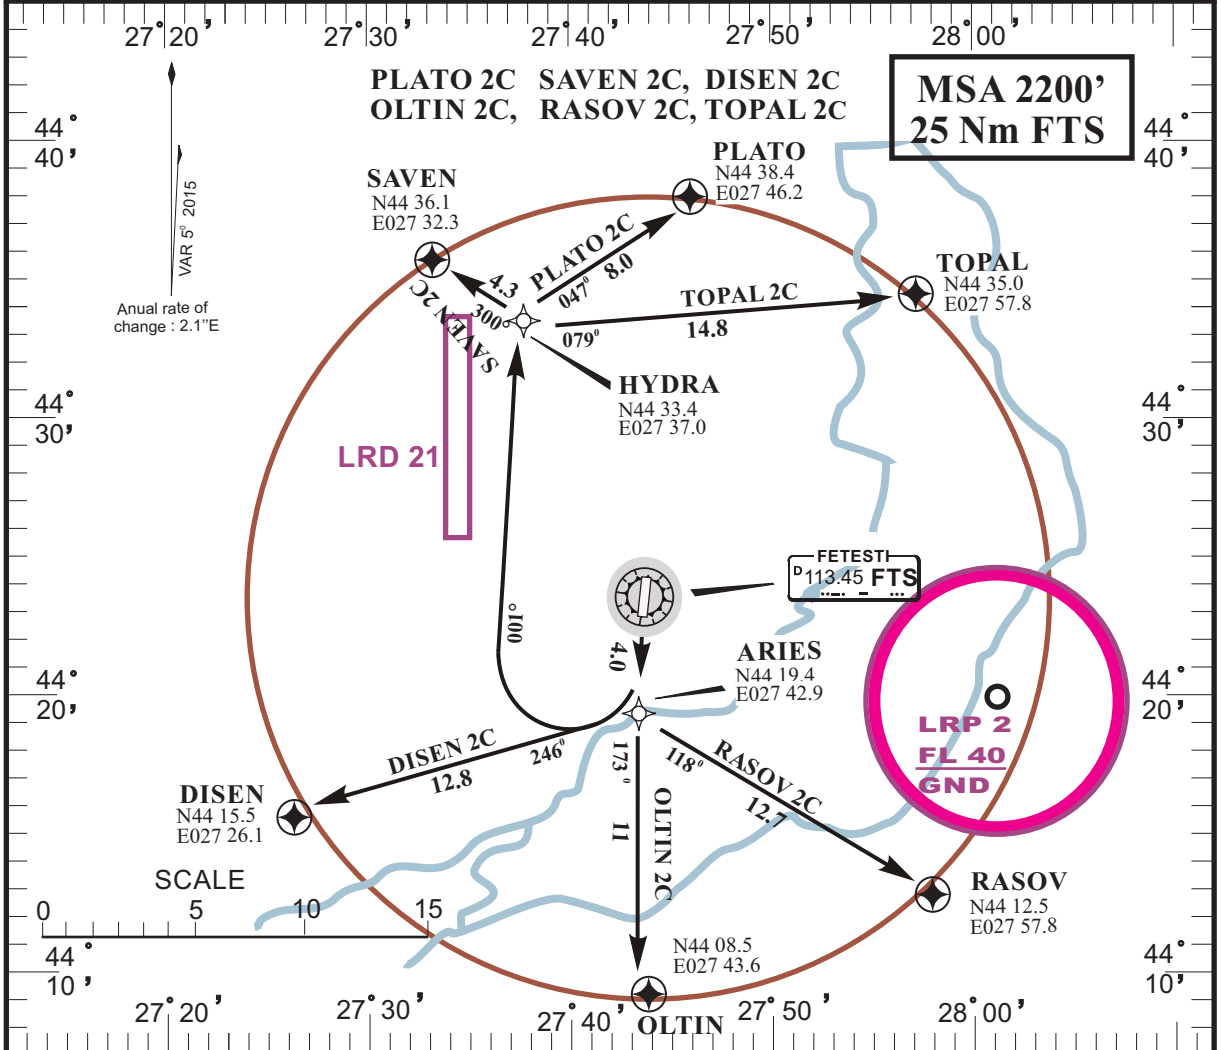 27° 20' 27° 30' 27° 40' 27° 50' 28° 00'
PLATO 2C SAVEN 2C, DISEN 2C
OLTIN 2C, RASOV 2C, TOPAL 2C
MSA 2200’
25 Nm FTS
44°
40'
44°
40'
VAR 5⁰ 2015
Anual rate of
change : 2.1’’E
SAVEN
N44 36.1
E027 32.3
PLATO
N44 38.4
E027 46.2
TOPAL
N44 35.0
E027 57.8
PLATO 2C
047⁰
8.0
4.3
300°
SAVEN 2C
TOPAL 2C
079⁰
14.8
HYDRA
N44 33.4
E027 37.0
44°
30'
44°
30'
LRD 21
FETESTI
D 113.45 FTS
001°
4.0
ARIES
N44 19.4
E027 42.9
44°
20'
44°
20'
LRP 2
FL 40
GND
DISEN 2C
246⁰
12.8
173⁰
11
OLTIN 2C
118⁰
RASOV 2C
12.7
DISEN
N44 15.5
E027 26.1
RASOV
N44 12.5
E027 57.8
SCALE
0 5 10 15
N44 08.5
E027 43.6
OLTIN
44°
10'
44°
10'
27° 20' 27° 30' 27° 40' 27° 50' 28° 00'